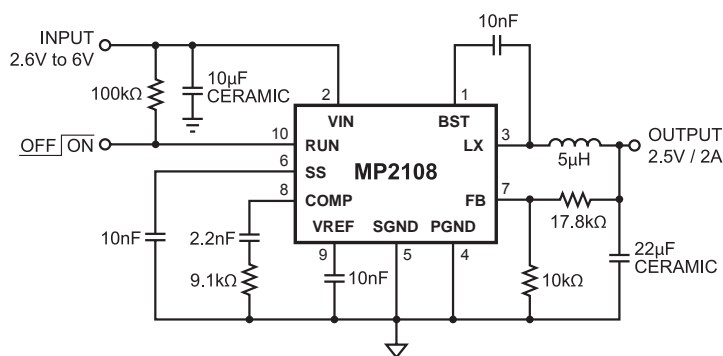 INPUT
2.6V to 6V
100kΩ
10µF
CERAMIC
OFF ON
10nF
2
VIN
1
BST
10
RUN
3
LX
6
SS
8
COMP
MP2108
7
FB
VREF
SGND
PGND
9
5
4
5µH
OUTPUT
2.5V / 2A
17.8kΩ
10nF
2.2nF
9.1kΩ
10nF
10kΩ
22µF
CERAMIC